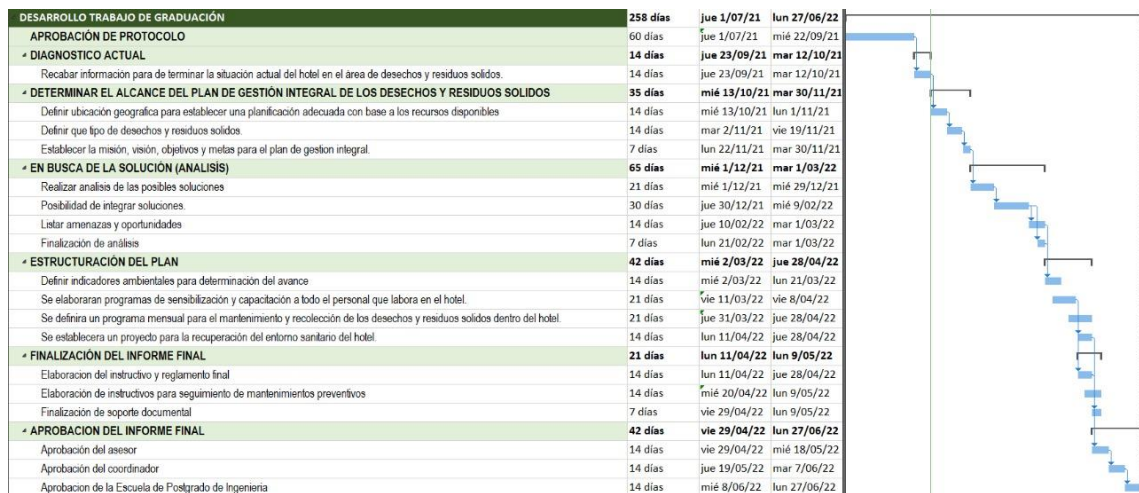 DESARROLLO TRABAJO DE GRADUACIÓN 258 días jue 1/07/21 lun 27/06/22
APROBACIÓN DE PROTOCOLO 60 días jue 1/07/21 mié 22/09/21
DIAGNOSTICO ACTUAL 14 días jue 23/09/21 mar 12/10/21
Recabar información para de terminar la situación actual del hotel en el área de desechos y residuos solidos. 14 días jue 23/09/21 mar 12/10/21
DETERMINAR EL ALCANCE DEL PLAN DE GESTIÓN INTEGRAL DE LOS DESECHOS Y RESIDUOS SOLIDOS 35 días mié 13/10/21 mar 30/11/21
Definir ubicación geografica para establecer una planificación adecuada con base a los recursos disponibles 14 días mié 13/10/21 lun 1/11/21
Definir que tipo de desechos y residuos solidos. 14 días mar 2/11/21 vie 19/11/21
Establecer la misión, visión, objetivos y metas para el plan de gestion integral. 7 días lun 22/11/21 mar 30/11/21
EN BUSCA DE LA SOLUCIÓN (ANALISÍS) 65 días mié 1/12/21 mar 1/03/22
Realizar analisis de las posibles soluciones 21 días mié 1/12/21 mié 29/12/21
Posibilidad de integrar soluciones. 30 días jue 30/12/21 mié 9/02/22
Listar amenazas y oportunidades 14 días jue 10/02/22 mar 1/03/22
Finalización de análisis 7 días lun 21/02/22 mar 1/03/22
ESTRUCTURACIÓN DEL PLAN 42 días mié 2/03/22 jue 28/04/22
Definir indicadores ambientales para determinación del avance 14 días mié 2/03/22 lun 21/03/22
Se elaboraran programas de sensibilización y capacitación a todo el personal que labora en el hotel. 21 días vie 11/03/22 vie 8/04/22
Se definira un programa mensual para el mantenimiento y recolección de los desechos y residuos solidos dentro del hotel. 21 días jue 31/03/22 jue 28/04/22
Se establecera un proyecto para la recuperación del entorno sanitario del hotel. 14 días lun 11/04/22 jue 28/04/22
FINALIZACIÓN DEL INFORME FINAL 21 días lun 11/04/22 lun 9/05/22
Elaboracion del instructivo y reglamento final 14 días lun 11/04/22 jue 28/04/22
Elaboración de instructivos para seguimiento de mantenimientos preventivos 14 días mié 20/04/22 lun 9/05/22
Finalización de soporte documental 7 días vie 29/04/22 lun 9/05/22
APROBACION DEL INFORME FINAL 42 días vie 29/04/22 lun 27/06/22
Aprobación del asesor 14 días vie 29/04/22 mié 18/05/22
Aprobación del coordinador 14 días jue 19/05/22 mar 7/06/22
Aprobacion de la Escuela de Postgrado de Ingenieria 14 días mié 8/06/22 lun 27/06/22